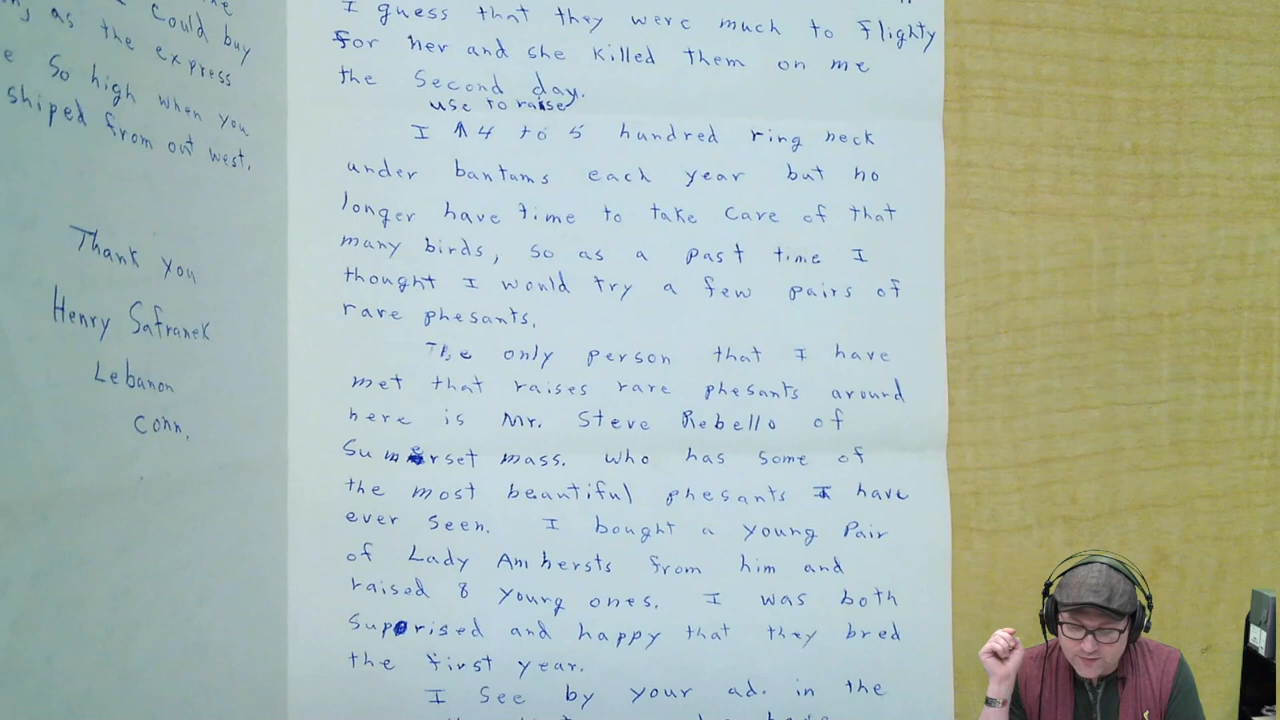 could buy
as the express
so high when you
shiped from out west.
Thank you
Henry Safranek
Lebanon
Conn.
I guess that they were much to flighty
for her and she killed them on me
the second day.
use to raise
I ↑ 4 to 5 hundred ring neck
under bantams each year but no
longer have time to take care of that
many birds, so as a past time I
thought I would try a few pairs of
rare phesants.
The only person that I have
met that raises rare phesants around
here is Mr. Steve Rebello of
Sumerset mass. who has some of
the most beautiful phesants I have
ever seen. I bought a young Pair
of Lady Amhersts from him and
raised 8 young ones. I was both
suporised and happy that they bred
the first year.
I see by your ad. in the